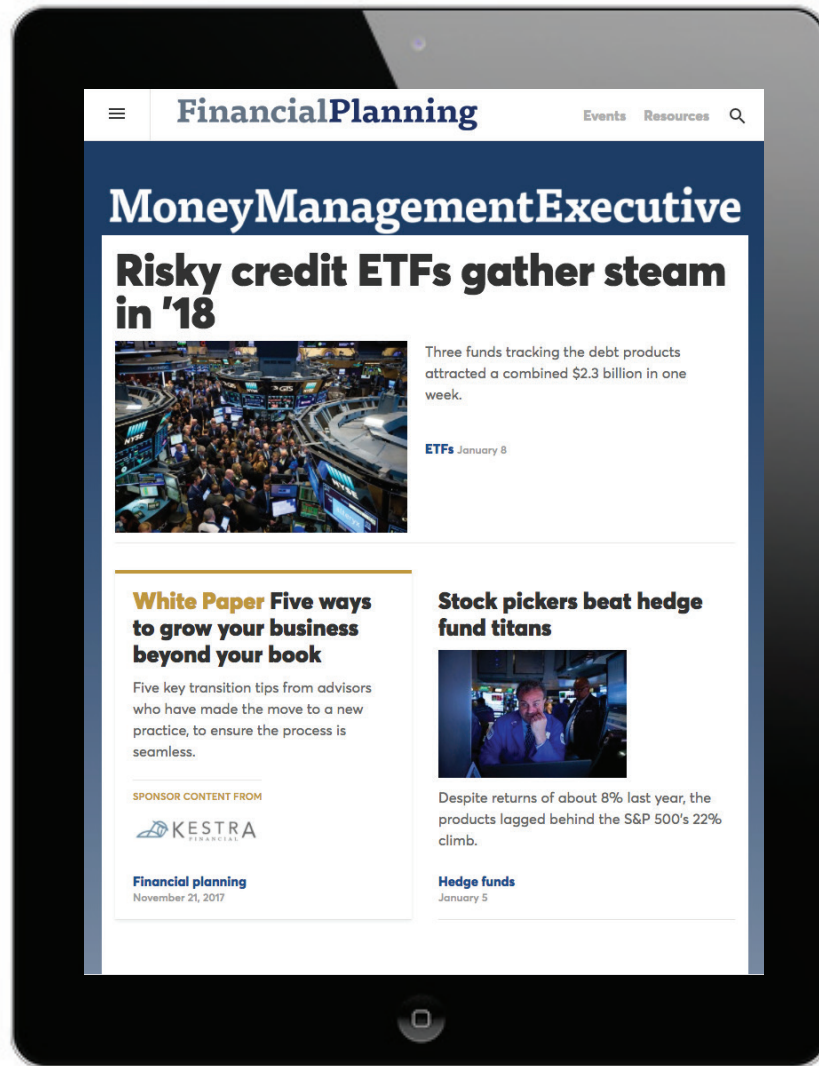 FinancialPlanning
Events Resources
MoneyManagementExecutive
Risky credit ETFs gather steam
in '18
Three funds tracking the debt products
attracted a combined $2.3 billion in one
week.
ETFs January 8
NYSE
GTS
NYSE
White Paper Five ways
to grow your business
beyond your book
Five key transition tips from advisors
who have made the move to a new
practice, to ensure the process is
seamless.
SPONSOR CONTENT FROM
KESTRA
FINANCIAL
Financial planning
November 21, 2017
Stock pickers beat hedge
fund titans
Despite returns of about 8% last year, the
products lagged behind the S&P 500's 22%
climb.
Hedge funds
January 5